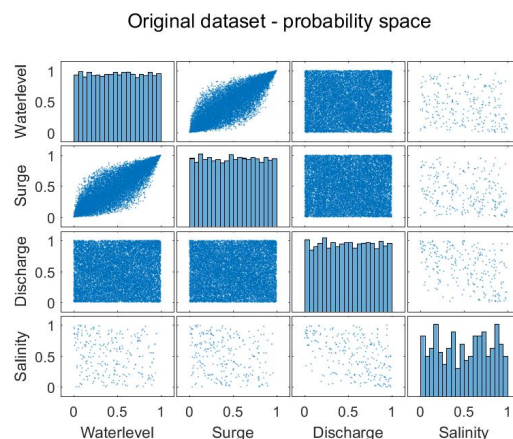 Original dataset - probability space
Waterlevel
1
0.5
0
Surge
1
0.5
0
Discharge
1
0.5
0
Salinity
1
0.5
0
0 0.5 1 0 0.5 1 0 0.5 1 0 0.5 1
Waterlevel Surge Discharge Salinity